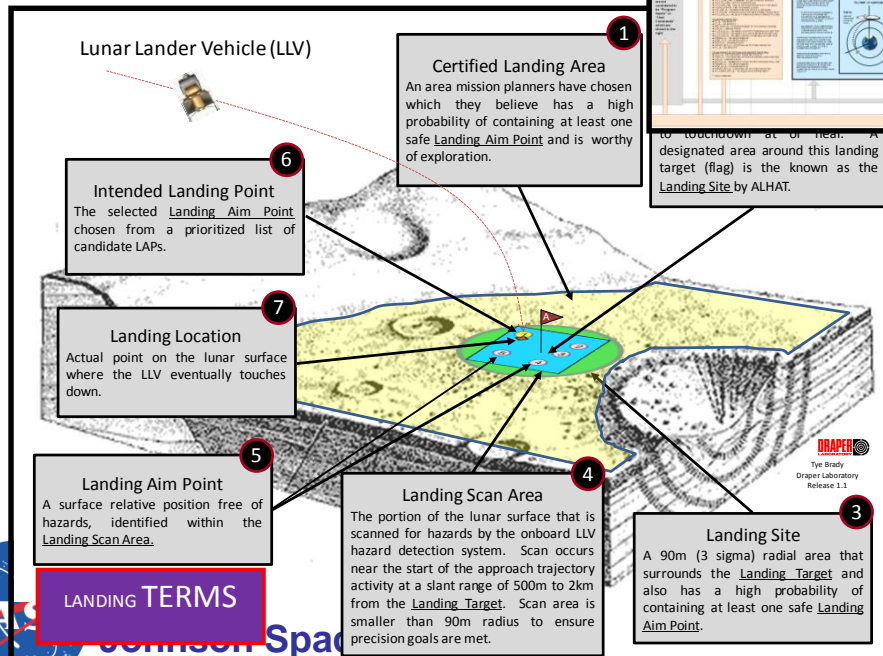 Lunar Lander Vehicle (LLV)
1
Certified Landing Area
An area mission planners have chosen
which they believe has a high
probability of containing at least one
safe Landing Aim Point and is worthy
of exploration.
to touchdown at or near. A
designated area around this landing
target (flag) is the known as the
Landing Site by ALHAT.
6
Intended Landing Point
The selected Landing Aim Point
chosen from a prioritized list of
candidate LAPs.
7
Landing Location
Actual point on the lunar surface
where the LLV eventually touches
down.
A
5
Landing Aim Point
A surface relative position free of
hazards, identified within the
Landing Scan Area.
4
Landing Scan Area
The portion of the lunar surface that is
scanned for hazards by the onboard LLV
hazard detection system. Scan occurs
near the start of the approach trajectory
activity at a slant range of 500m to 2km
from the Landing Target. Scan area is
smaller than 90m radius to ensure
precision goals are met.
DRAPER
LABORATORY
Tye Brady
Draper Laboratory
Release 1.1
3
Landing Site
A 90m (3 sigma) radial area that
surrounds the Landing Target and
also has a high probability of
containing at least one safe Landing
Aim Point.
LANDING TERMS
Johnson Spac